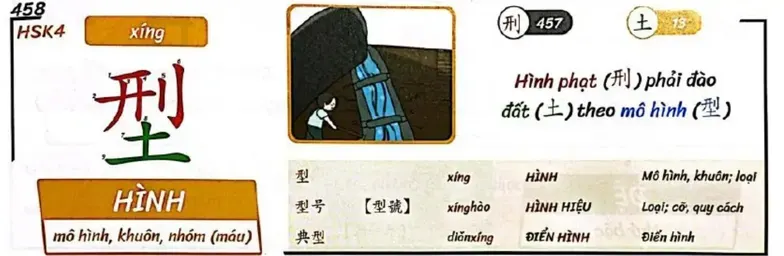 458
HSK4
xíng
型
HÌNH
mô hình, khuôn, nhóm (máu)
刑 457
土 13
Hình phạt (刑) phải đào
đất (土) theo mô hình (型)
型 xíng HÌNH Mô hình, khuôn; loại
型号 【型號】 xínghào HÌNH HIỆU Loại; cỡ, quy cách
典型 diǎnxíng ĐIỂN HÌNH Điển hình